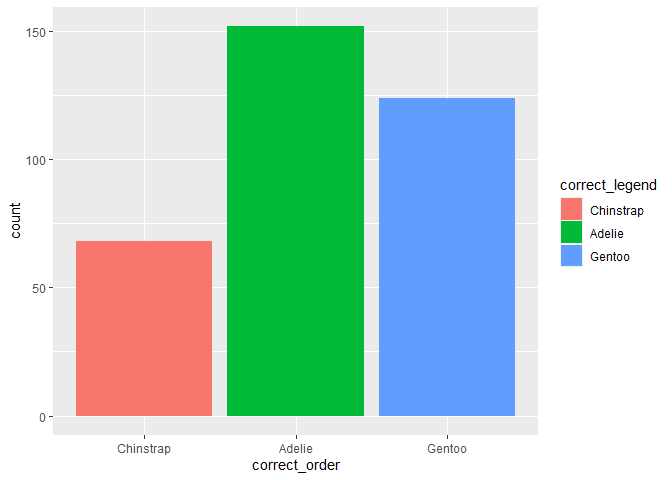 150
100
50
0
count
Chinstrap
Adelie
Gentoo
correct_order
correct_legend
Chinstrap
Adelie
Gentoo